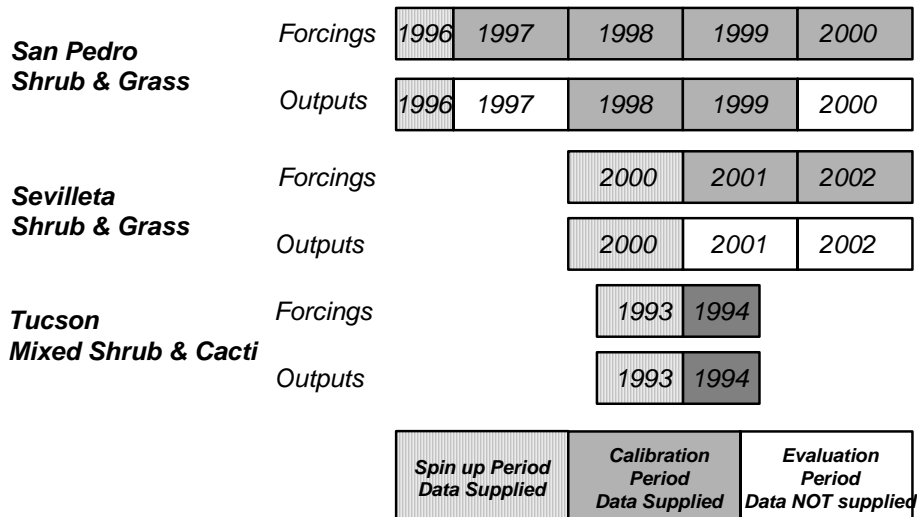 San Pedro
Shrub & Grass
Forcings 1996 1997 1998 1999 2000
Outputs 1996 1997 1998 1999 2000
Sevilleta
Shrub & Grass
Forcings 2000 2001 2002
Outputs 2000 2001 2002
Tucson
Mixed Shrub & Cacti
Forcings 1993 1994
Outputs 1993 1994
Spin up Period
Data Supplied
Calibration
Period
Data Supplied
Evaluation
Period
Data NOT supplied